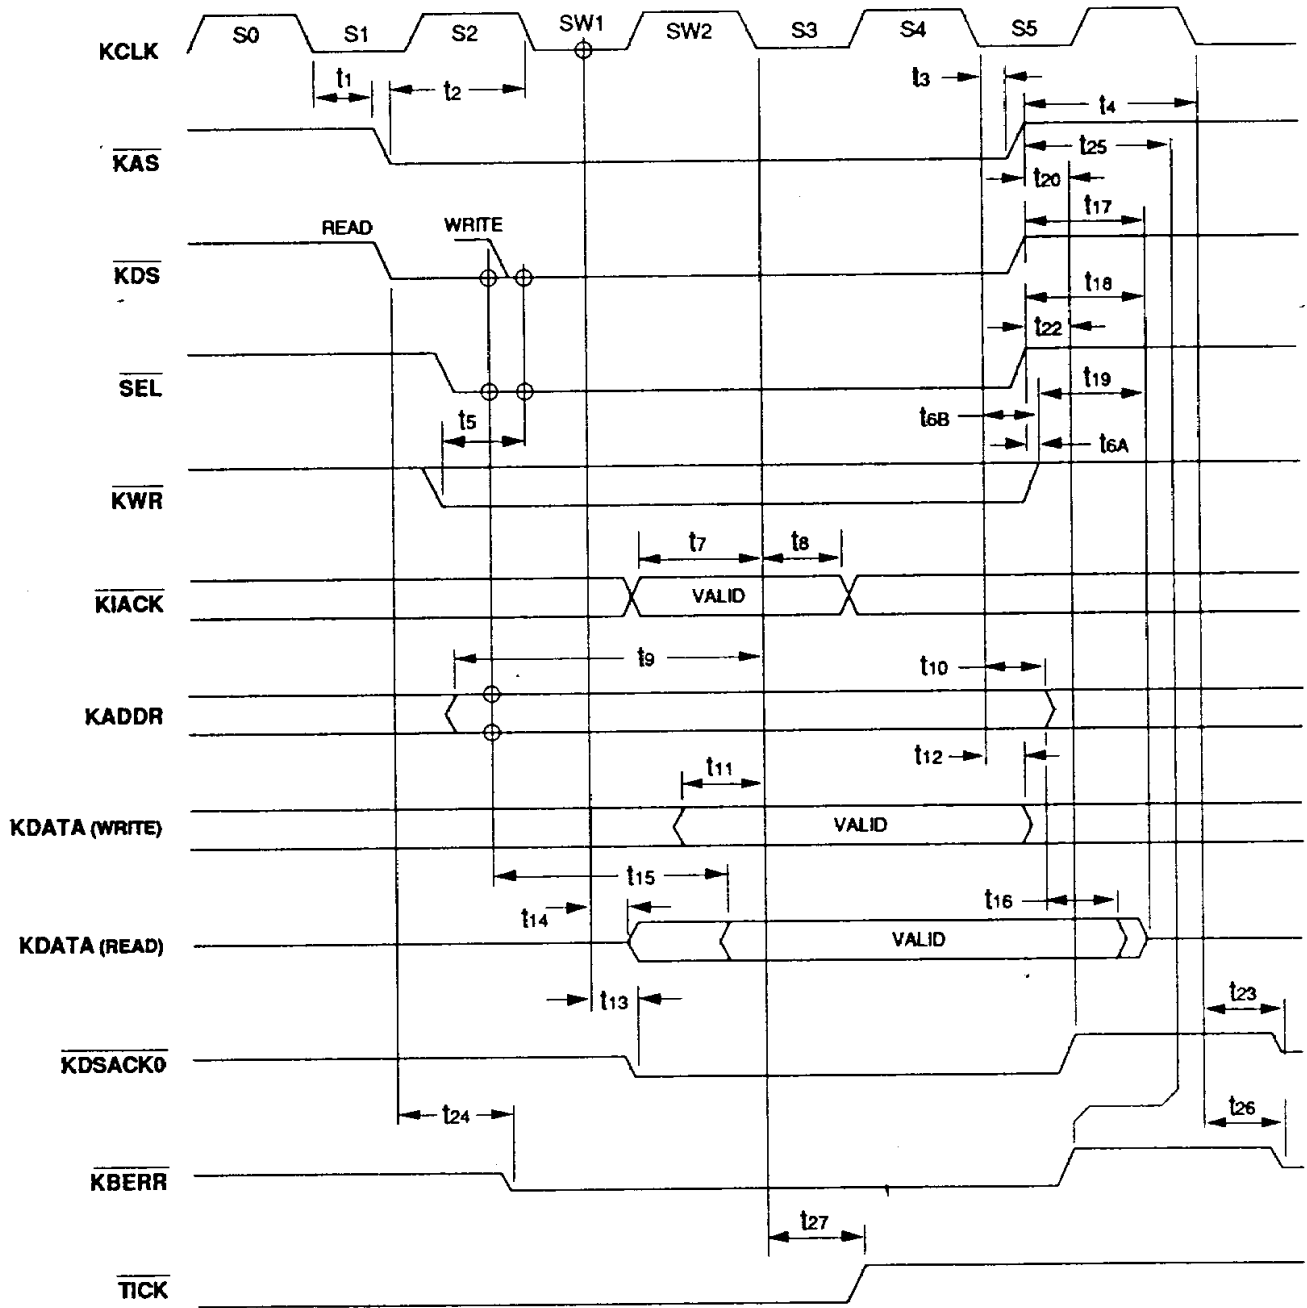 KCLK S0 S1 S2 SW1 SW2 S3 S4 S5
t1 t2 t3 t4
KAS t25
t20
t17
READ WRITE
KDS
t18
t22
SEL t19
t5 t6B
t6A
KWR
t7 t8
KIACK VALID
t9 t10
KADDR
t11 t12
KDATA (WRITE) VALID
t15 t16
t14
KDATA (READ) VALID
t13 t23
KDSACK0
t24 t26
KBERR
t27
TICK